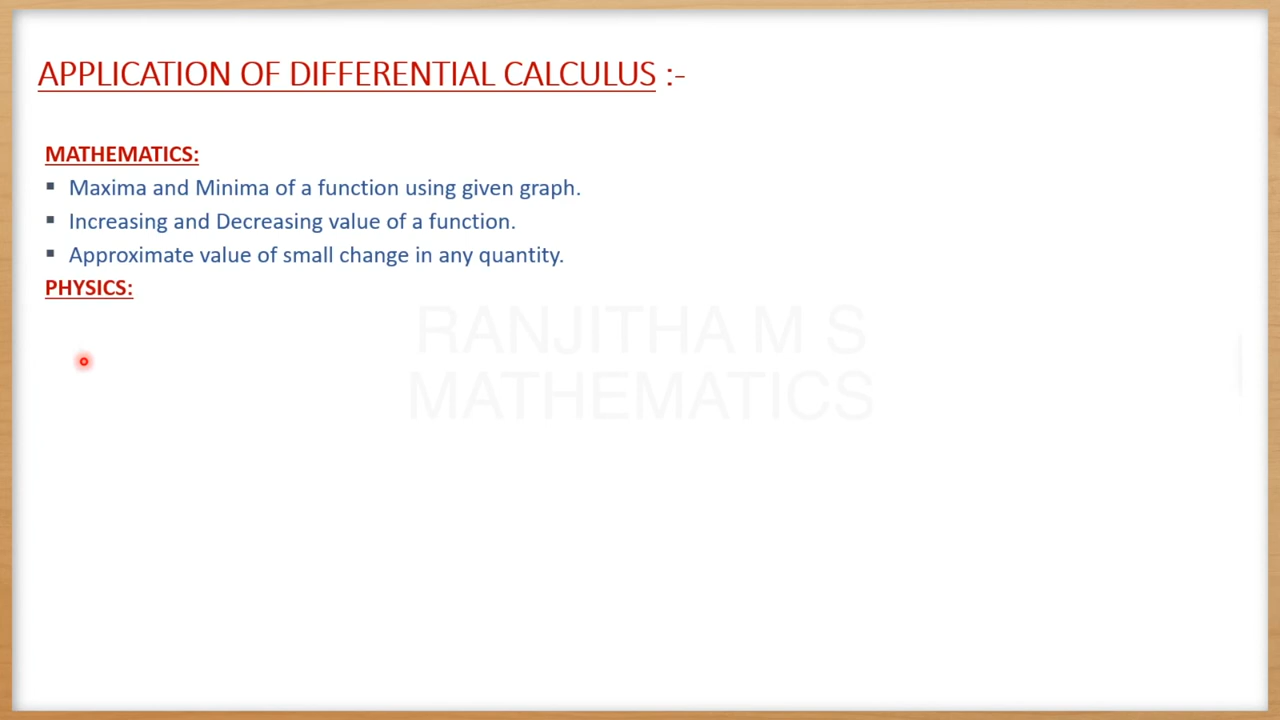 APPLICATION OF DIFFERENTIAL CALCULUS :-
MATHEMATICS:
▪ Maxima and Minima of a function using given graph.
▪ Increasing and Decreasing value of a function.
▪ Approximate value of small change in any quantity.
PHYSICS:
RANJITHA M S
MATHEMATICS